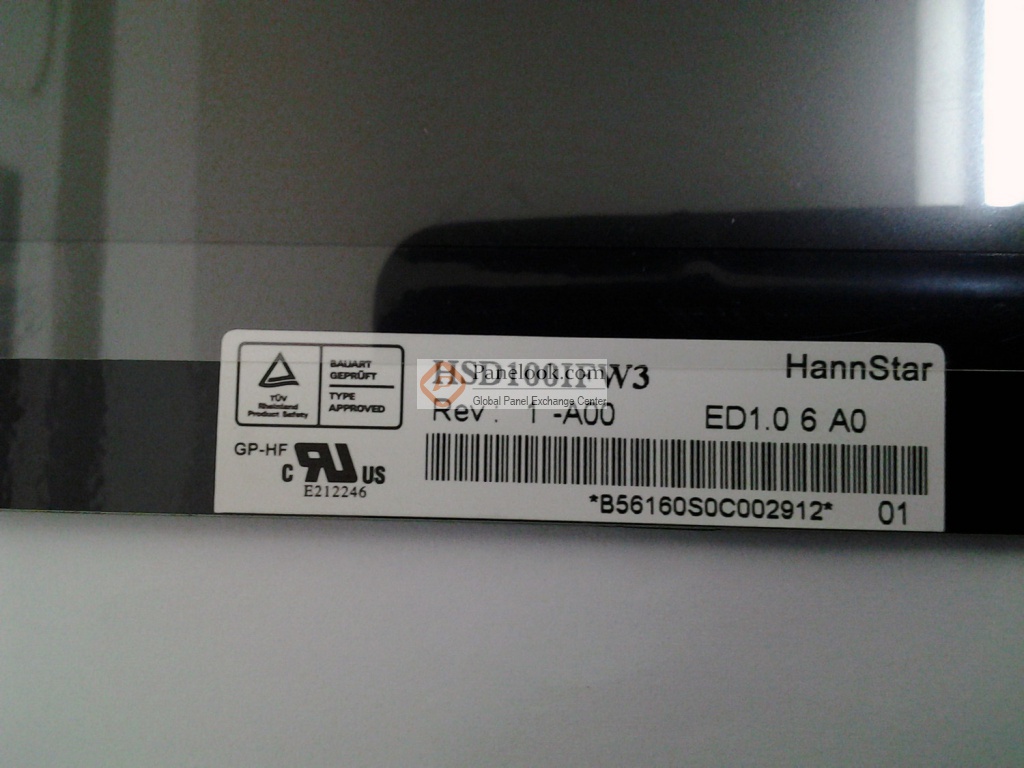 TÜV
Rheinland
Product Safety
BAUART
GEPRÜFT
TYPE
APPROVED
Panelook.com
Global Panel Exchange Center
HannStar
Rev : 1 -A00 ED1.0 6 A0
GP-HF
C US
E212246
*B56160S0C002912* 01